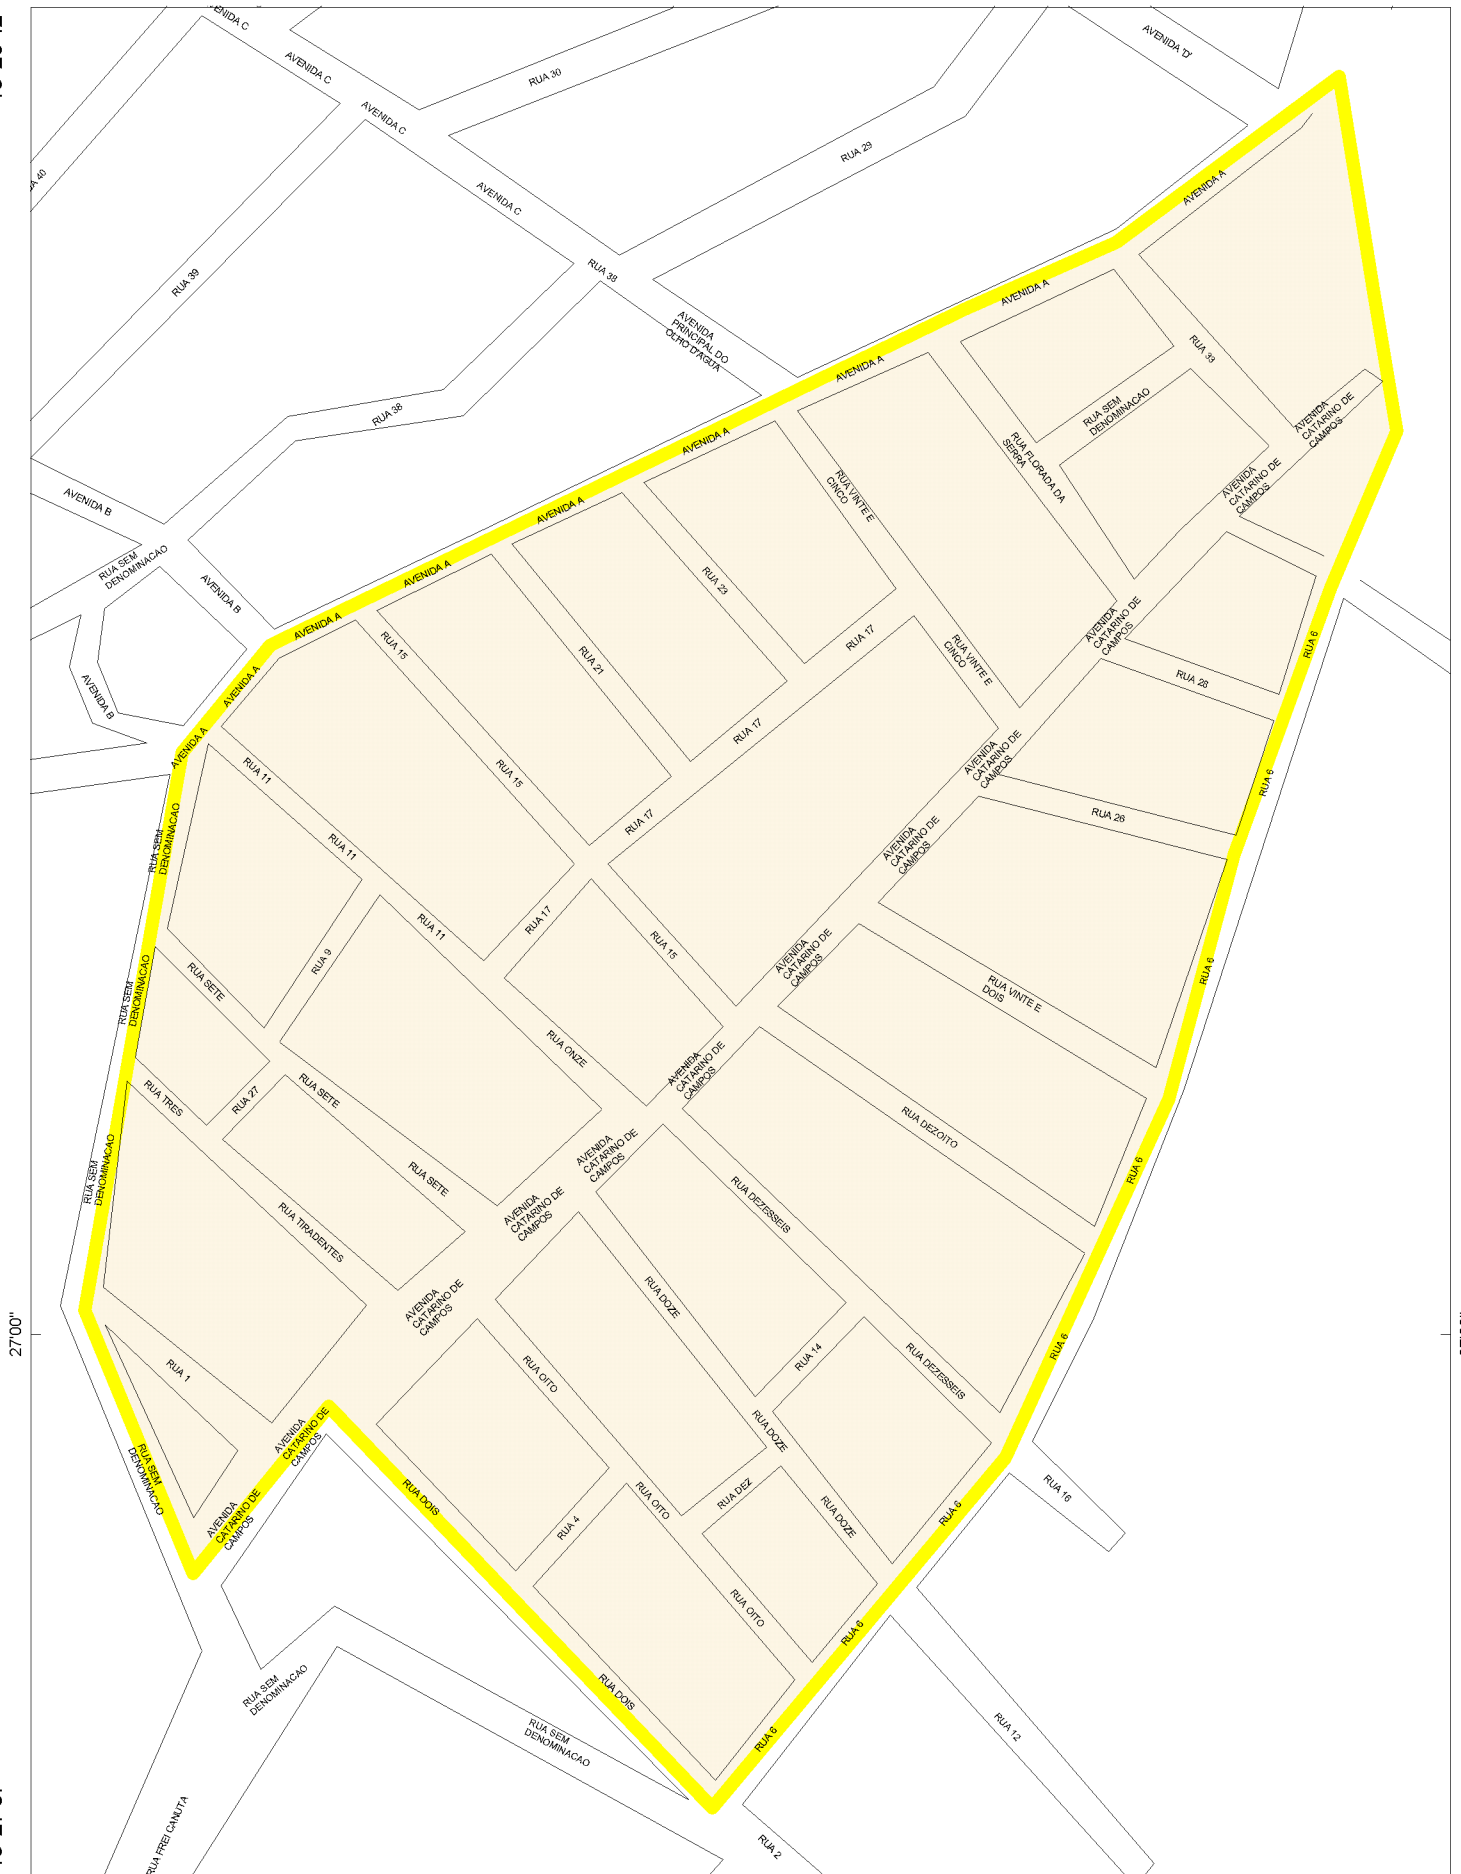 AVENIDA C
AVENIDA C
AVENIDA C
RUA 30
AVENIDA 'D'
RUA 29
RUA 40
AVENIDA C
AVENIDA A
RUA 39
RUA 38
AVENIDA A
AVENIDA
PRINCIPAL DO
OLHO D'AGUA
RUA 33
AVENIDA A
RUA 38
RUA SEM
DENOMINACAO
AVENIDA
CATARINO DE
CAMPOS
AVENIDA A
RUA FLORADA DA
SERRA
AVENIDA B
AVENIDA A
RUA VINTE E
CINCO
AVENIDA
CATARINO DE
CAMPOS
RUA SEM
DENOMINACAO
AVENIDA A
RUA 23
AVENIDA B
AVENIDA A
RUA 15
RUA 17
AVENIDA
CATARINO DE
CAMPOS
RUA 6
RUA 21
RUA VINTE E
CINCO
AVENIDA B
AVENIDA A
RUA 28
AVENIDA A
RUA 17
AVENIDA
CATARINO DE
CAMPOS
RUA 11
RUA 15
RUA 6
RUA SEM
DENOMINACAO
RUA 11
RUA 17
AVENIDA
CATARINO DE
CAMPOS
RUA 26
RUA 11
RUA 17
RUA 15
AVENIDA
CATARINO DE
CAMPOS
RUA 9
RUA SETE
RUA SEM
DENOMINACAO
RUA 6
RUA VINTE E
DOIS
RUA ONZE
AVENIDA
CATARINO DE
CAMPOS
RUA TRES
RUA 27
RUA SETE
RUA DEZOITO
AVENIDA
CATARINO DE
CAMPOS
RUA SEM
DENOMINACAO
RUA SETE
RUA 6
RUA DEZESSEIS
AVENIDA
CATARINO DE
CAMPOS
RUA TIRADENTES
AVENIDA
CATARINO DE
CAMPOS
RUA DOZE
27'00"
RUA 6
RUA 14
RUA 1
RUA OITO
RUA DEZESSEIS
AVENIDA
CATARINO DE
CAMPOS
RUA DOZE
RUA SEM
DENOMINACAO
RUA DOIS
RUA OITO
RUA DEZ
RUA 16
AVENIDA
CATARINO DE
CAMPOS
RUA 4
RUA DOZE
RUA 6
RUA OITO
RUA 6
RUA SEM
DENOMINACAO
RUA DOIS
RUA SEM
DENOMINACAO
RUA 6
RUA 12
RUA FREI CANUTA
RUA 2